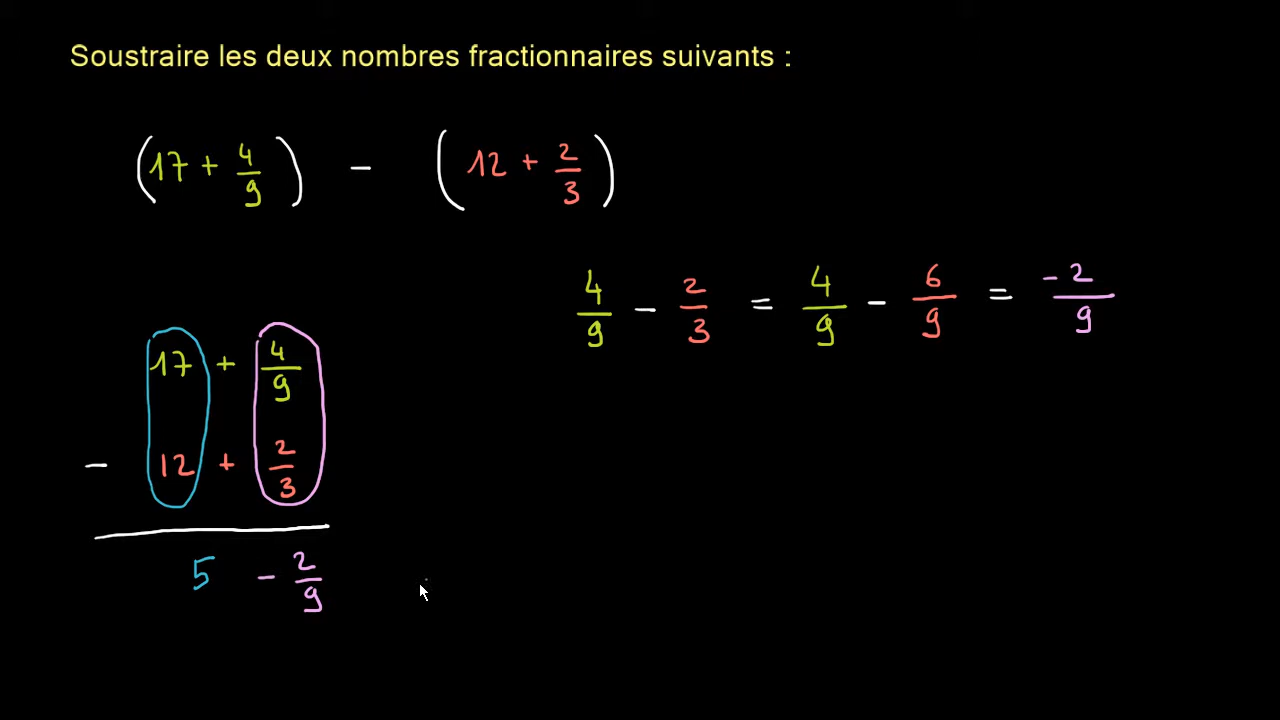 Soustraire les deux nombres fractionnaires suivants :
(17 + 4/9) - (12 + 2/3)
4/9 - 2/3 = 4/9 - 6/9 = -2/9
17 + 4/9
- 12 + 2/3
5 - 2/9